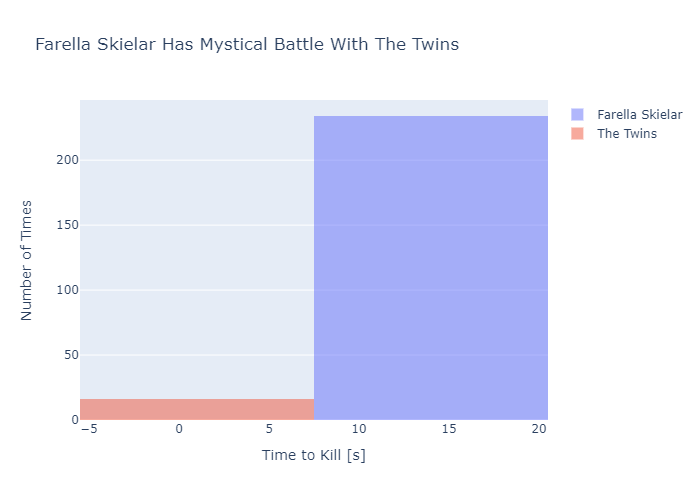 Farella Skielar Has Mystical Battle With The Twins
Farella Skielar
The Twins
Number of Times
200
150
100
50
0
−5
0
5
10
15
20
Time to Kill [s]